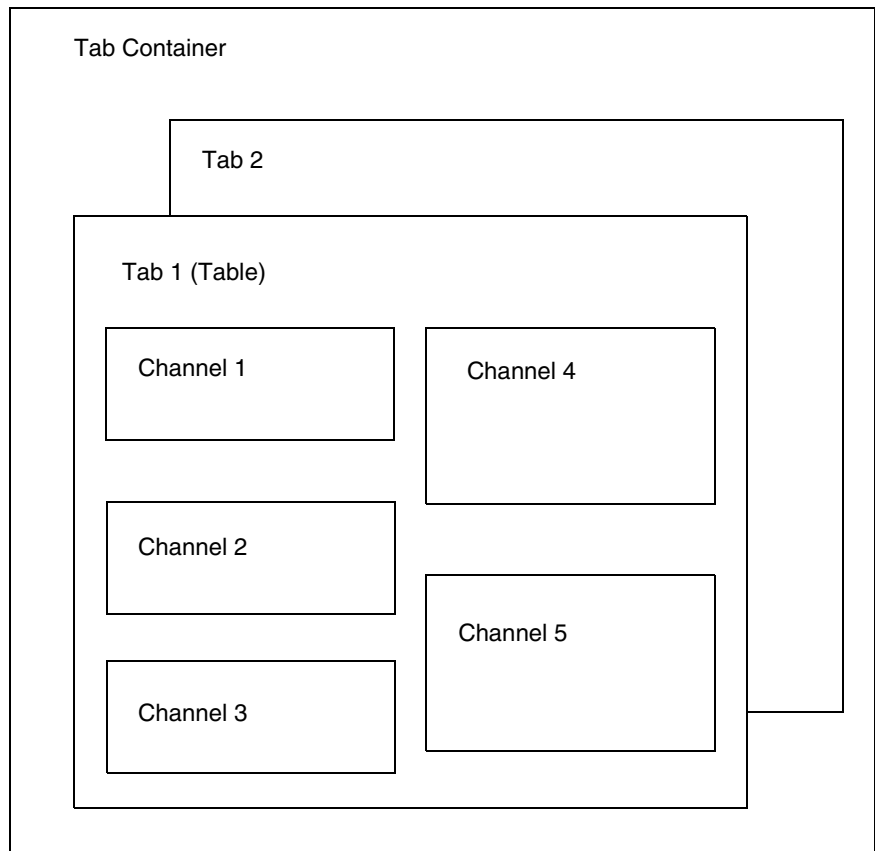 Tab Container
Tab 2
Tab 1 (Table)
Channel 1
Channel 2
Channel 3
Channel 4
Channel 5